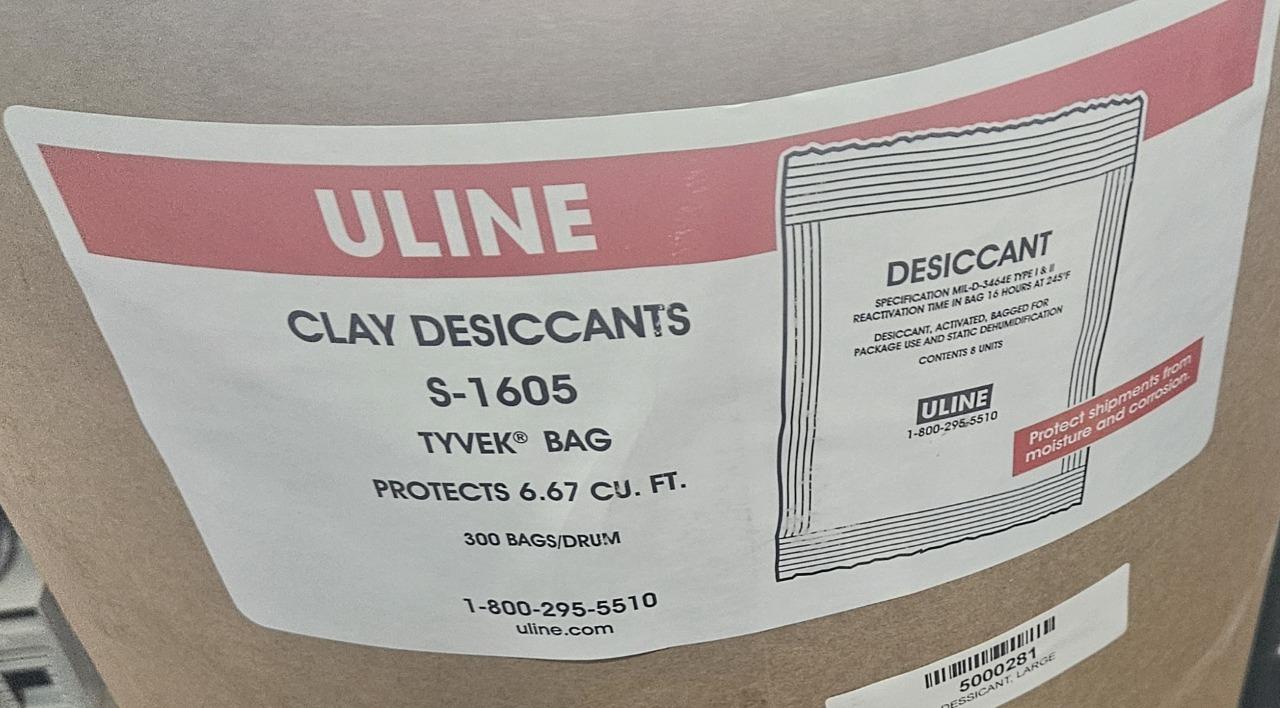 ULINE
CLAY DESICCANTS
S-1605
TYVEK® BAG
PROTECTS 6.67 CU. FT.
300 BAGS/DRUM
1-800-295-5510
uline.com
DESICCANT
SPECIFICATION MIL-D-3464E TYPE I & II
REACTIVATION TIME IN BAG 16 HOURS AT 245°F
DESICCANT, ACTIVATED, BAGGED FOR
PACKAGE USE AND STATIC DEHUMIDIFICATION
CONTENTS 8 UNITS
ULINE
1-800-295-5510
Protect shipments from
moisture and corrosion.
5000281
DESSICANT, LARGE